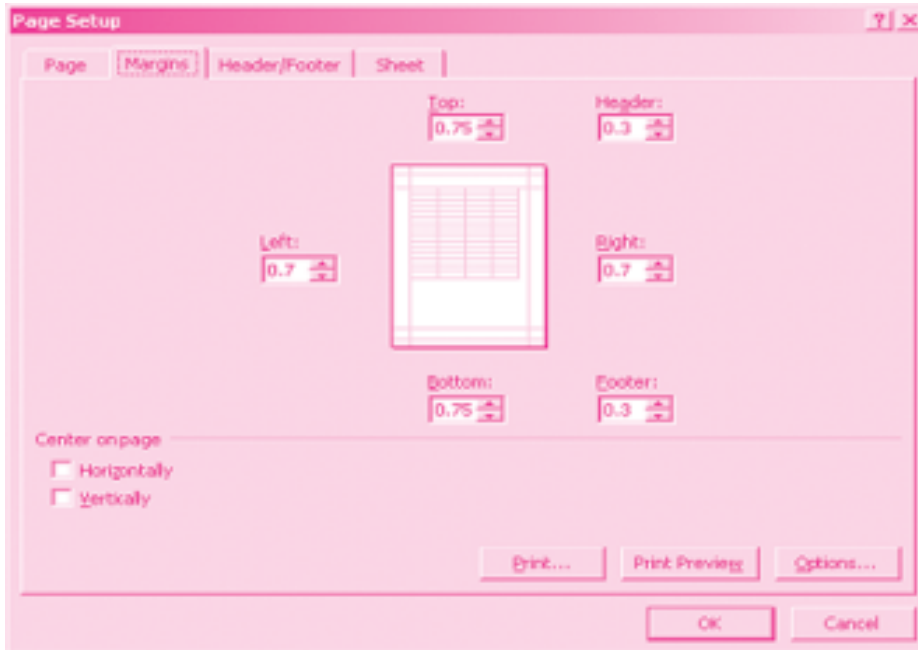 Page Setup
Page Margins Header/Footer Sheet
Top: Header:
0.75 0.3
Left: Right:
0.7 0.7
Bottom: Footer:
0.75 0.3
Center on page
Horizontally
Vertically
Print... Print Preview Options...
OK Cancel